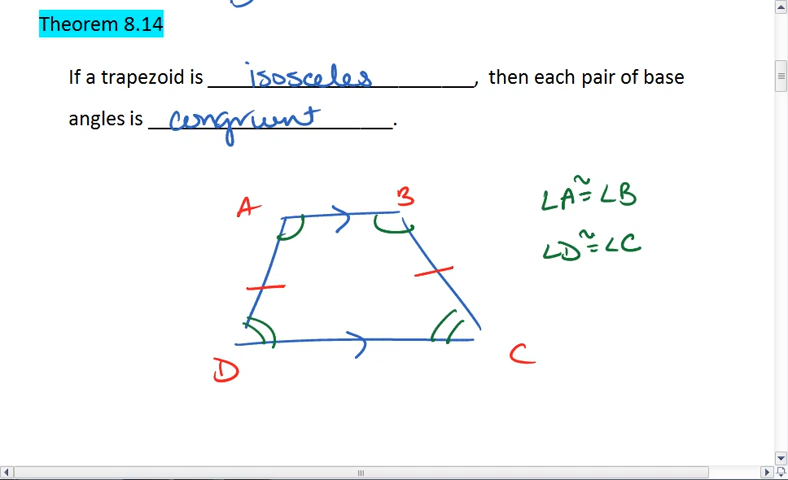 Theorem 8.14
If a trapezoid is isosceles, then each pair of base
angles is congruent.
A B
∠A ≅ ∠B
∠D ≅ ∠C
D C